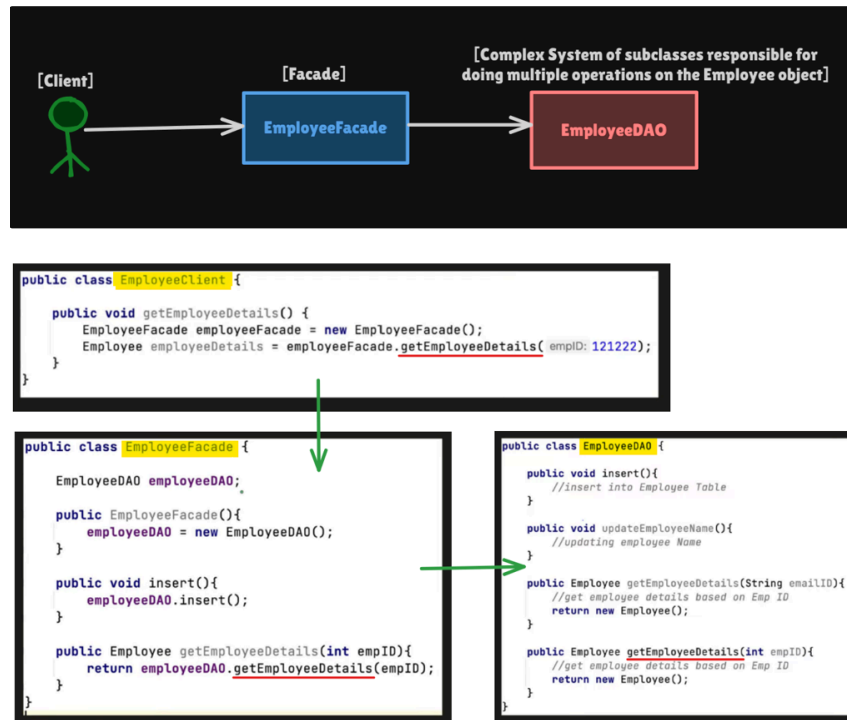 [Complex System of subclasses responsible for
doing multiple operations on the Employee object]
[Client]
[Facade]
EmployeeFacade
EmployeeDAO
public class EmployeeClient {
public void getEmployeeDetails() {
EmployeeFacade employeeFacade = new EmployeeFacade();
Employee employeeDetails = employeeFacade.getEmployeeDetails( empID: 121222);
}
}
public class EmployeeFacade {
EmployeeDAO employeeDAO;
public EmployeeFacade(){
employeeDAO = new EmployeeDAO();
}
public void insert(){
employeeDAO.insert();
}
public Employee getEmployeeDetails(int empID){
return employeeDAO.getEmployeeDetails(empID);
}
}
public class EmployeeDAO {
public void insert(){
//insert into Employee Table
}
public void updateEmployeeName(){
//updating employee Name
}
public Employee getEmployeeDetails(String emailID){
//get employee details based on Emp ID
return new Employee();
}
public Employee getEmployeeDetails(int empID){
//get employee details based on Emp ID
return new Employee();
}
}